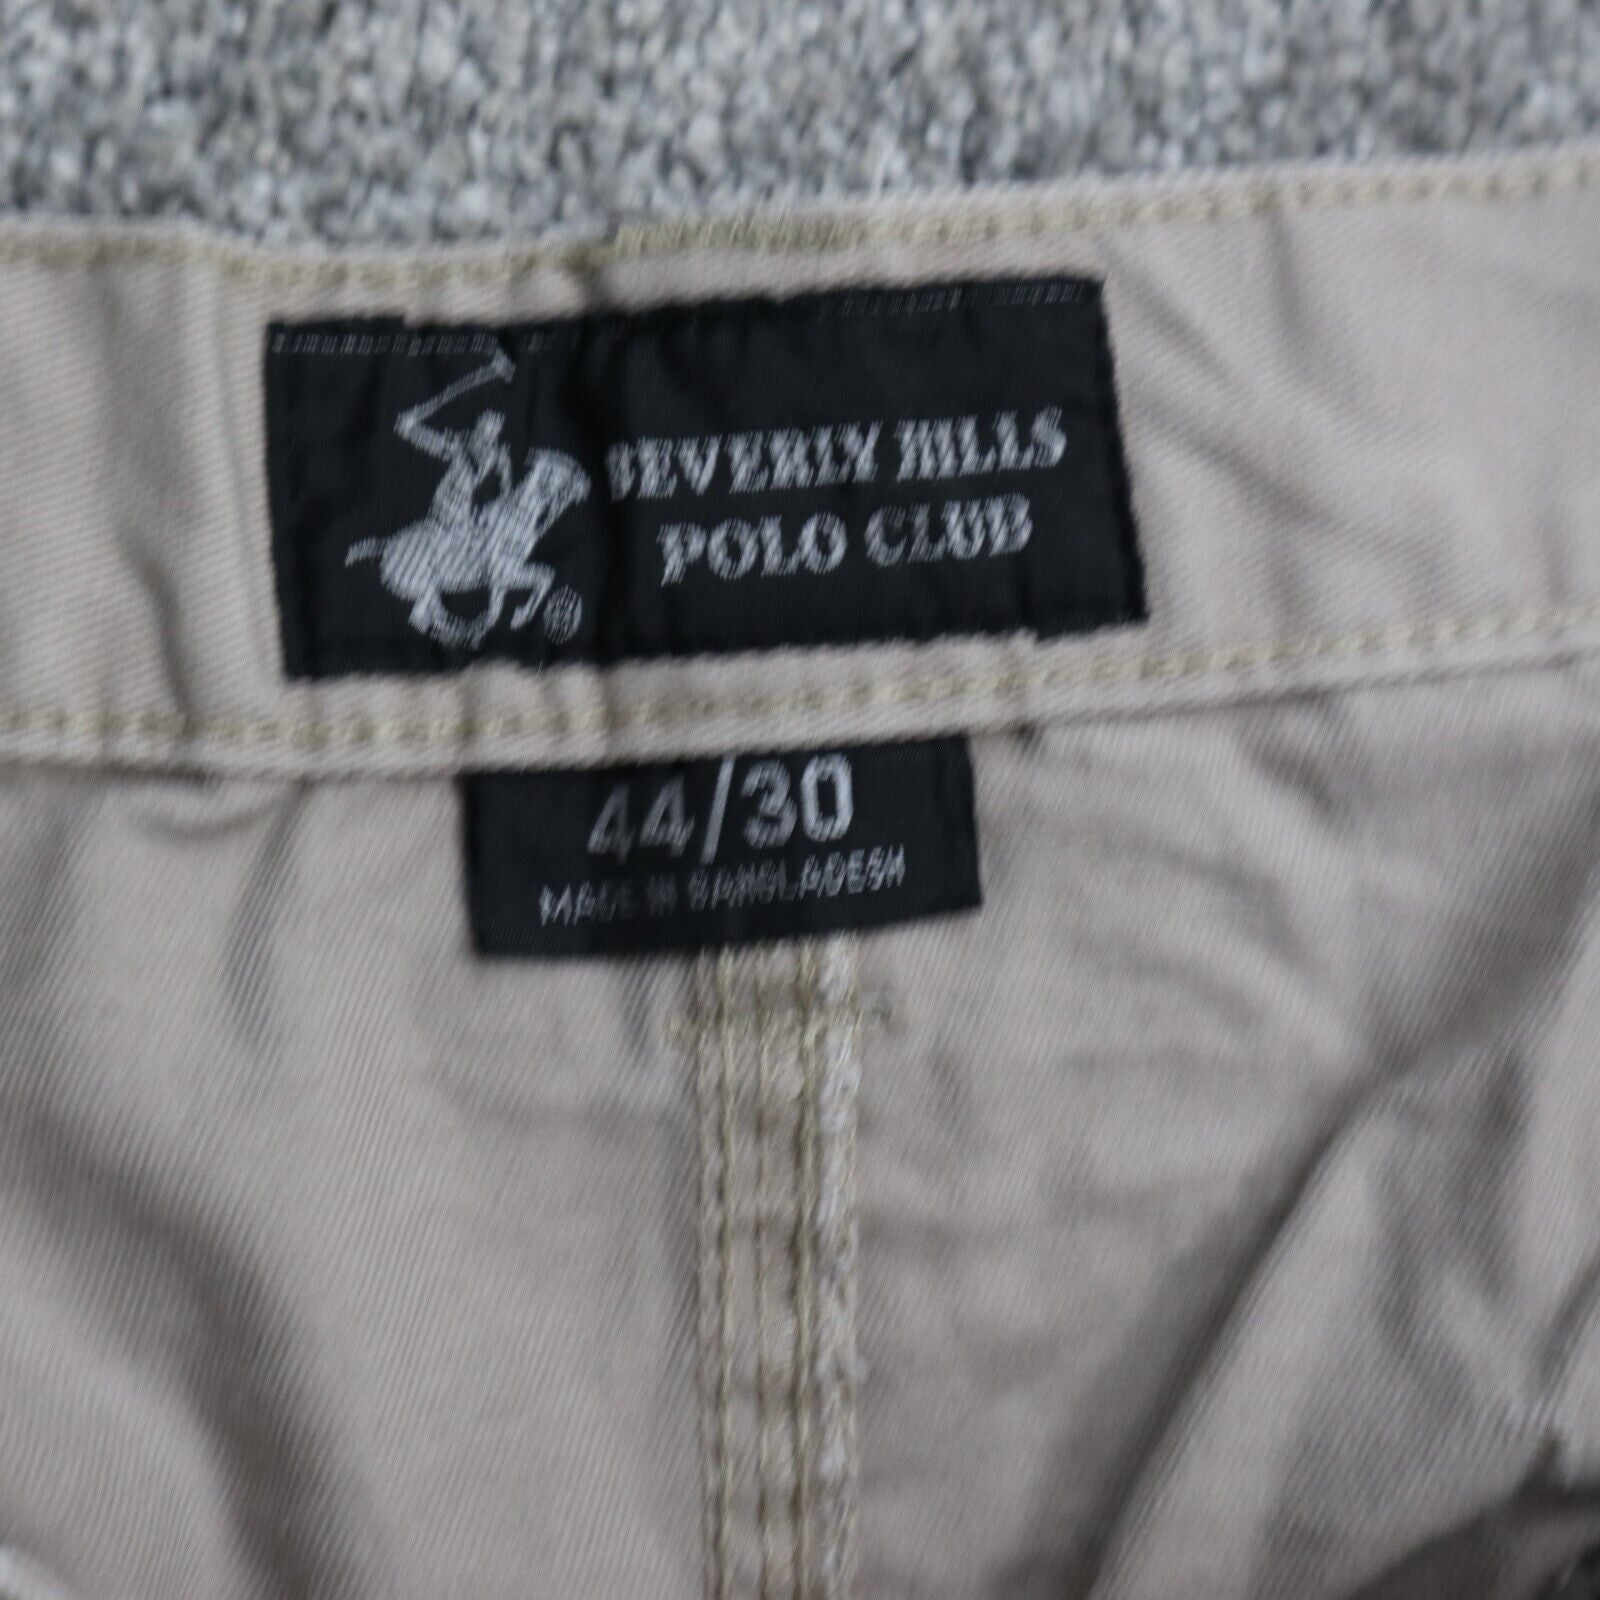 BEVERLY HILLS
POLO CLUB
®
44/30
MADE IN BANGLADESH